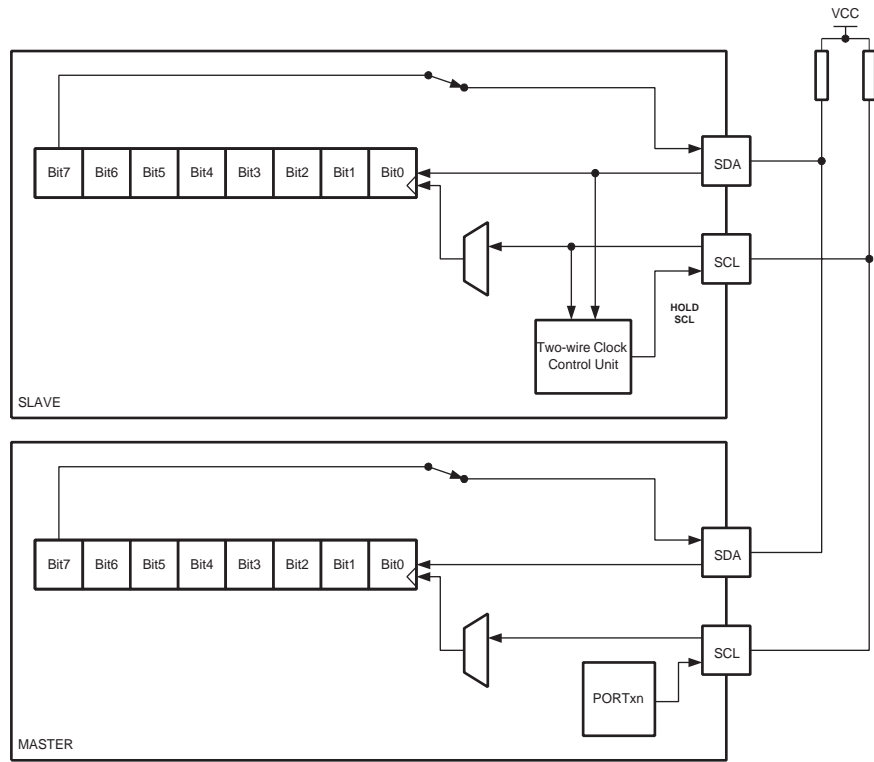 VCC
Bit7 Bit6 Bit5 Bit4 Bit3 Bit2 Bit1 Bit0
SDA
SCL
HOLD
SCL
Two-wire Clock
Control Unit
SLAVE
Bit7 Bit6 Bit5 Bit4 Bit3 Bit2 Bit1 Bit0
SDA
SCL
PORTxn
MASTER